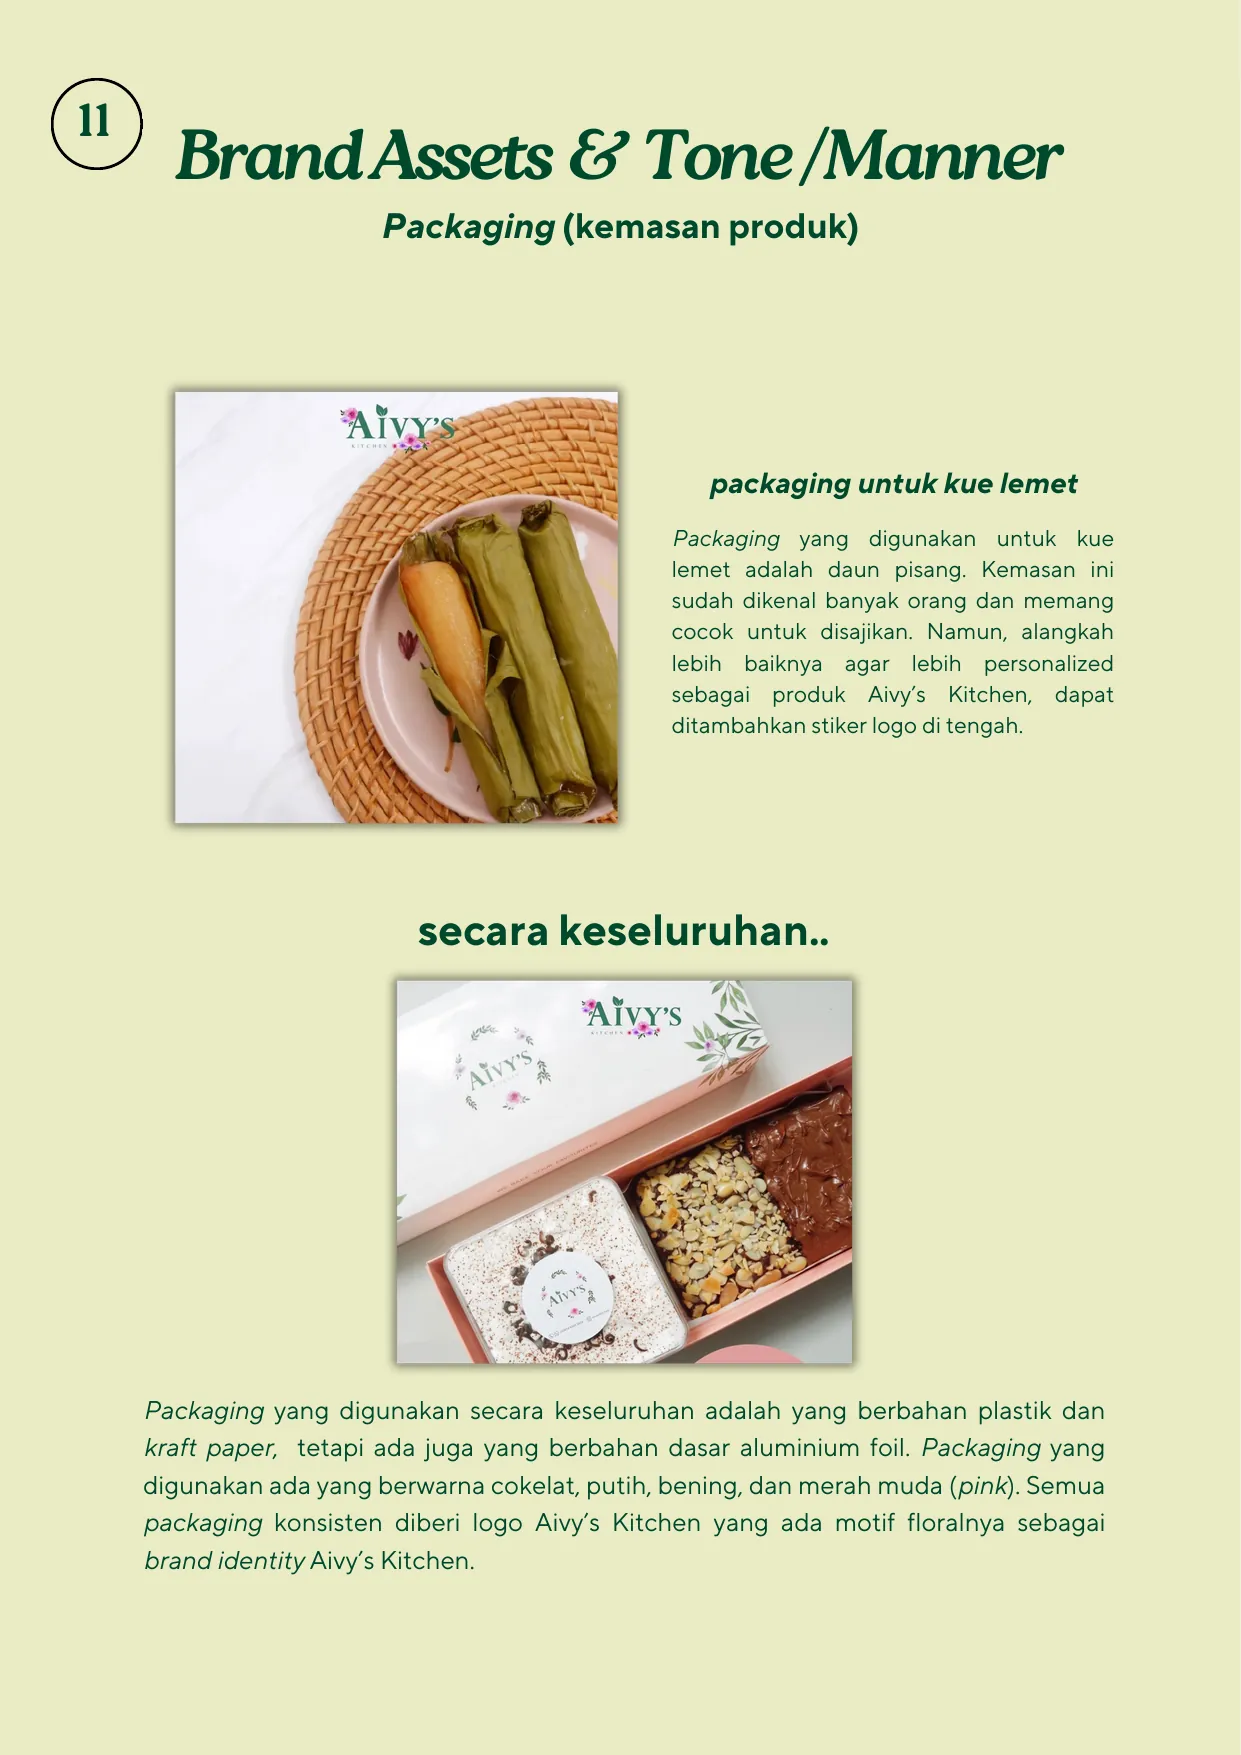 11
Brand Assets & Tone/Manner
Packaging (kemasan produk)
AIVY'S
KITCHEN
packaging untuk kue lemet
Packaging yang digunakan untuk kue
lemet adalah daun pisang. Kemasan ini
sudah dikenal banyak orang dan memang
cocok untuk disajikan. Namun, alangkah
lebih baiknya agar lebih personalized
sebagai produk Aivy’s Kitchen, dapat
ditambahkan stiker logo di tengah.
secara keseluruhan..
AIVY'S
KITCHEN
AIVY'S
AIVY'S
Packaging yang digunakan secara keseluruhan adalah yang berbahan plastik dan
kraft paper, tetapi ada juga yang berbahan dasar aluminium foil. Packaging yang
digunakan ada yang berwarna cokelat, putih, bening, dan merah muda (pink). Semua
packaging konsisten diberi logo Aivy’s Kitchen yang ada motif floralnya sebagai
brand identity Aivy’s Kitchen.